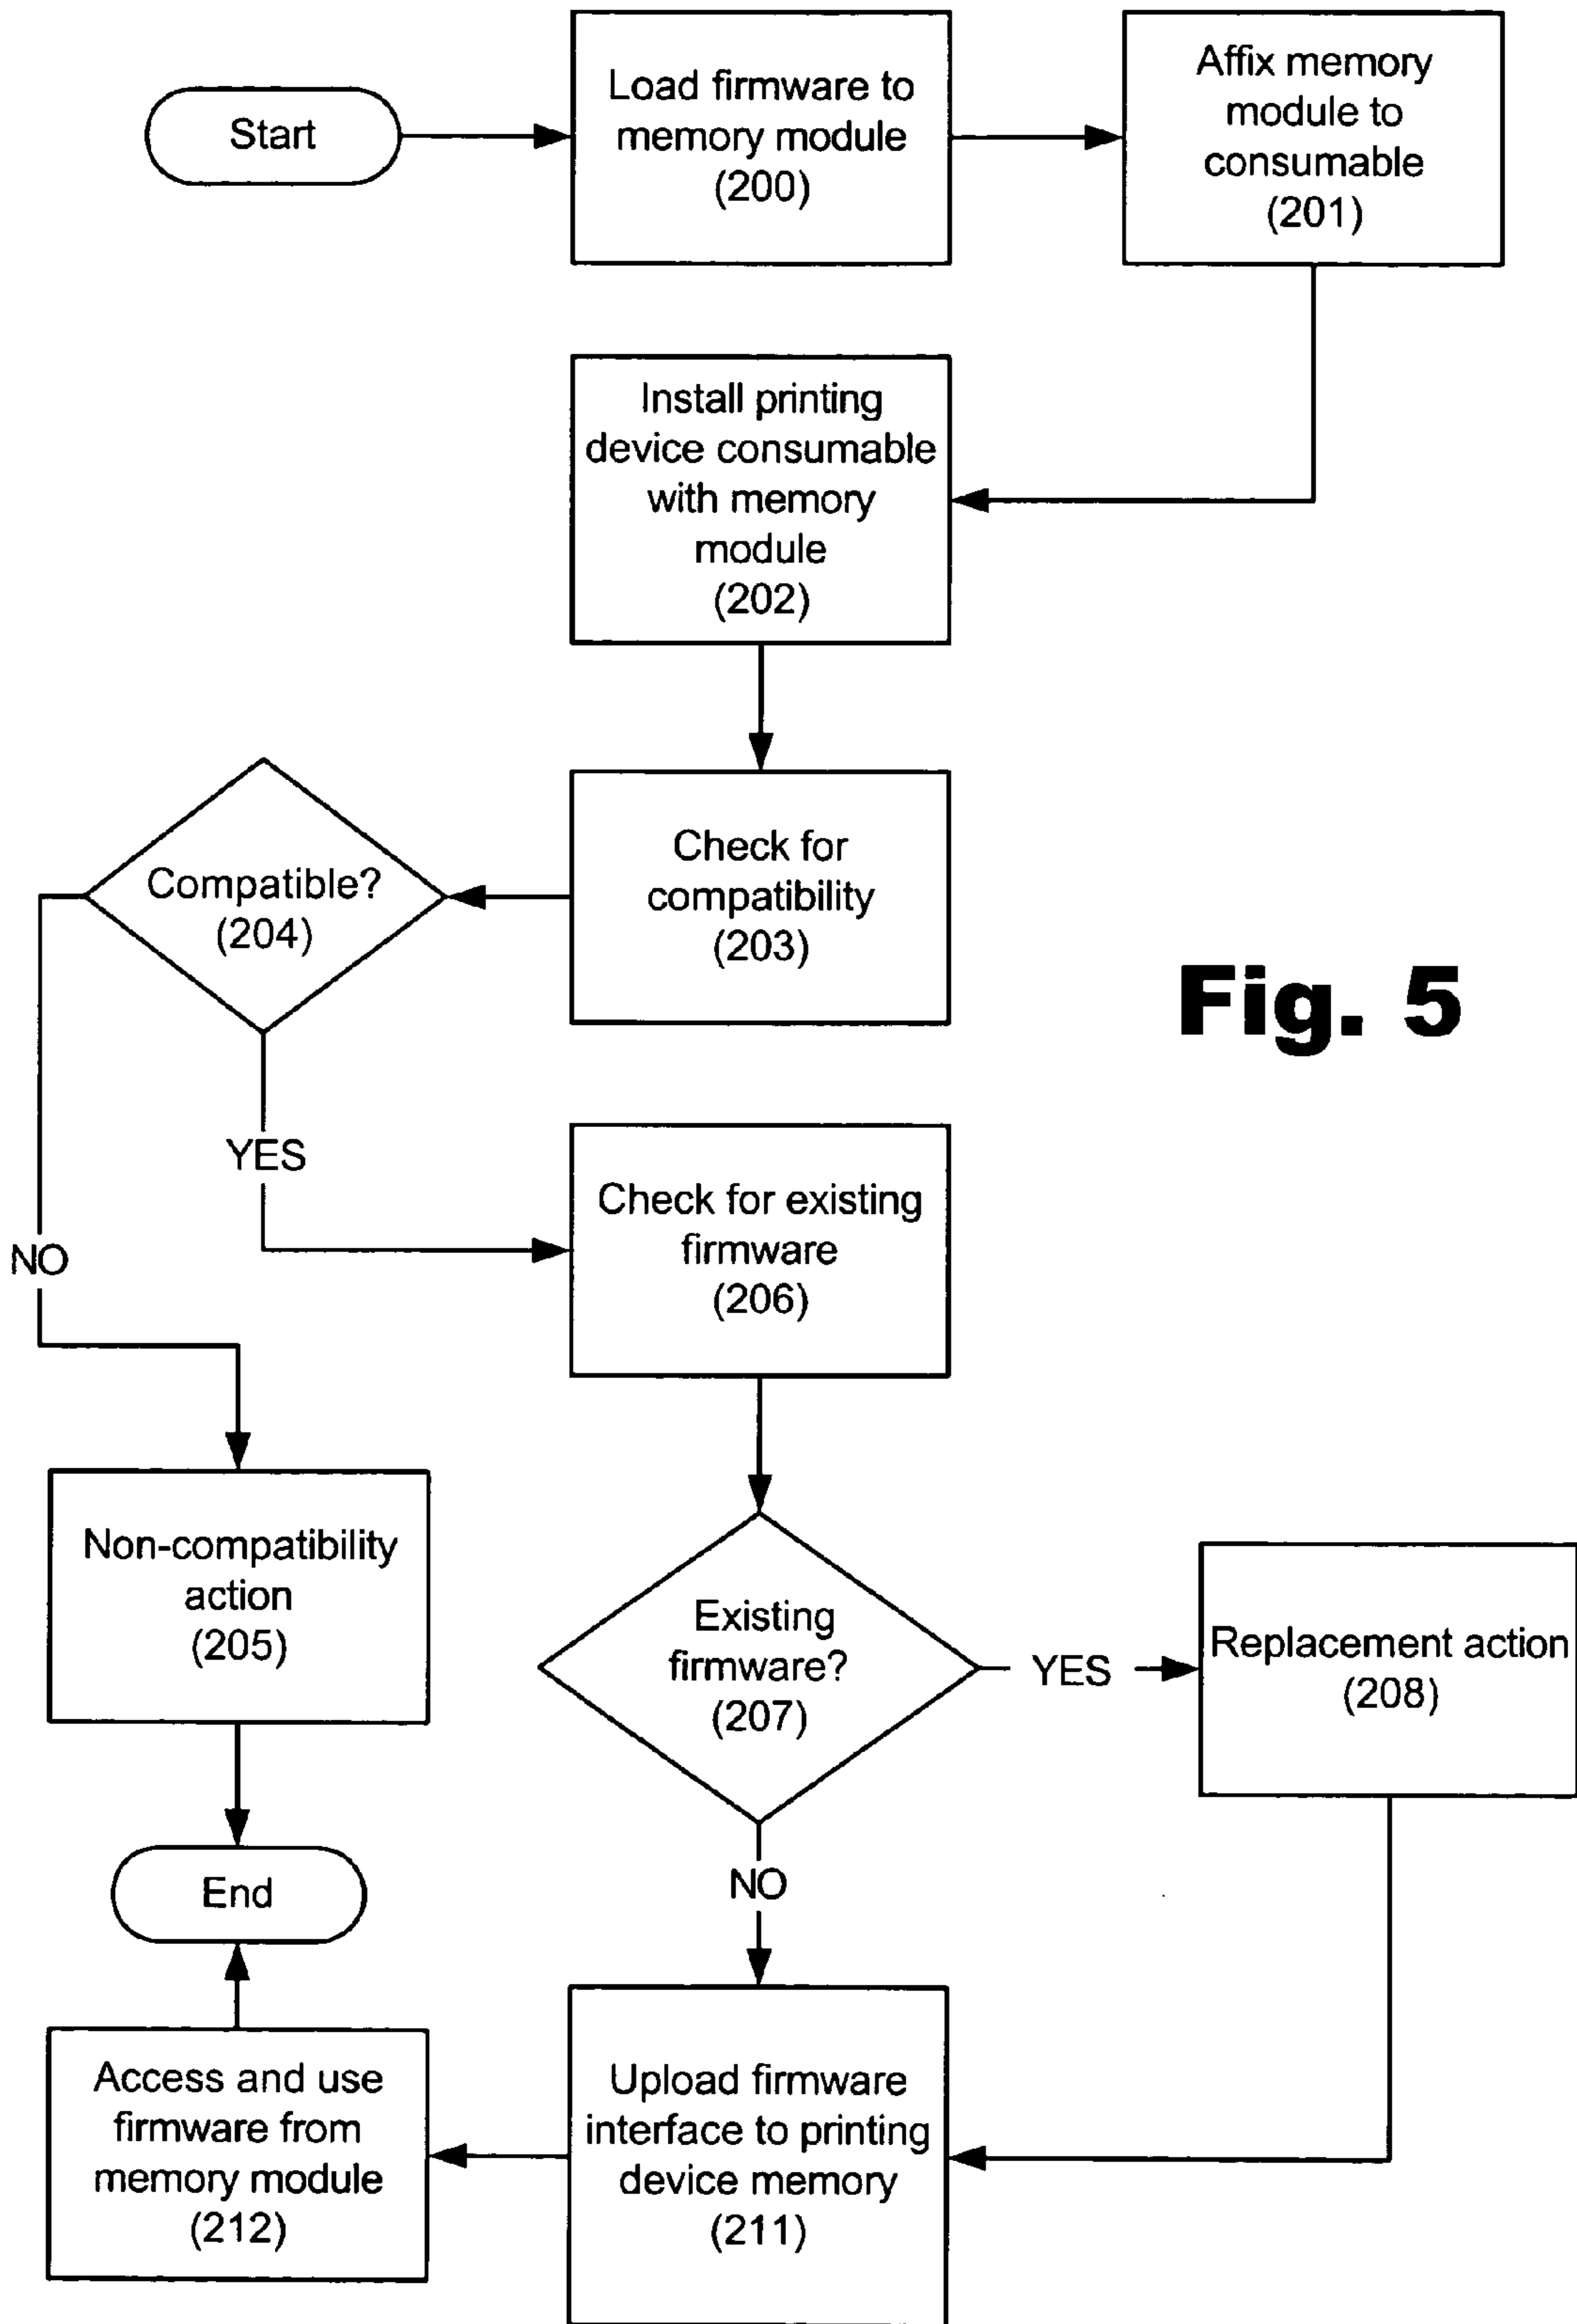 Start
Load firmware to
memory module
(200)
Affix memory
module to
consumable
(201)
Install printing
device consumable
with memory
module
(202)
Check for
compatibility
(203)
Compatible?
(204)
Fig. 5
YES
NO
Check for existing
firmware
(206)
Non-compatibility
action
(205)
Existing
firmware?
(207)
YES
Replacement action
(208)
End
NO
Upload firmware
interface to printing
device memory
(211)
Access and use
firmware from
memory module
(212)